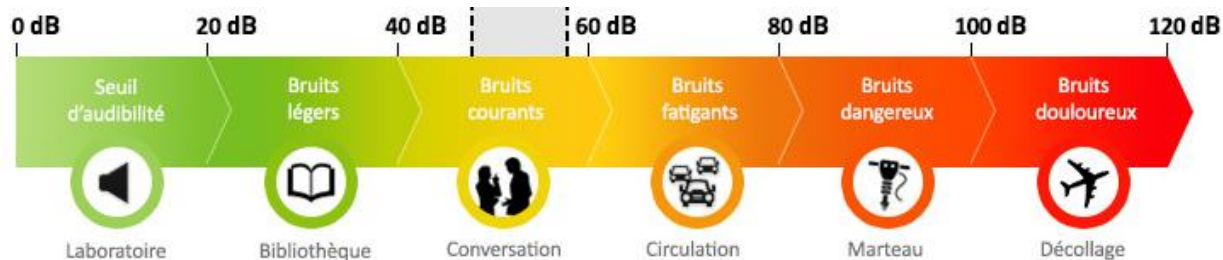 0 dB 20 dB 40 dB 60 dB 80 dB 100 dB 120 dB
Seuil
d'audibilité
Bruits
légers
Bruits
courants
Bruits
fatigants
Bruits
dangereux
Bruits
douloureux
Laboratoire Bibliothèque Conversation Circulation Marteau Décollage